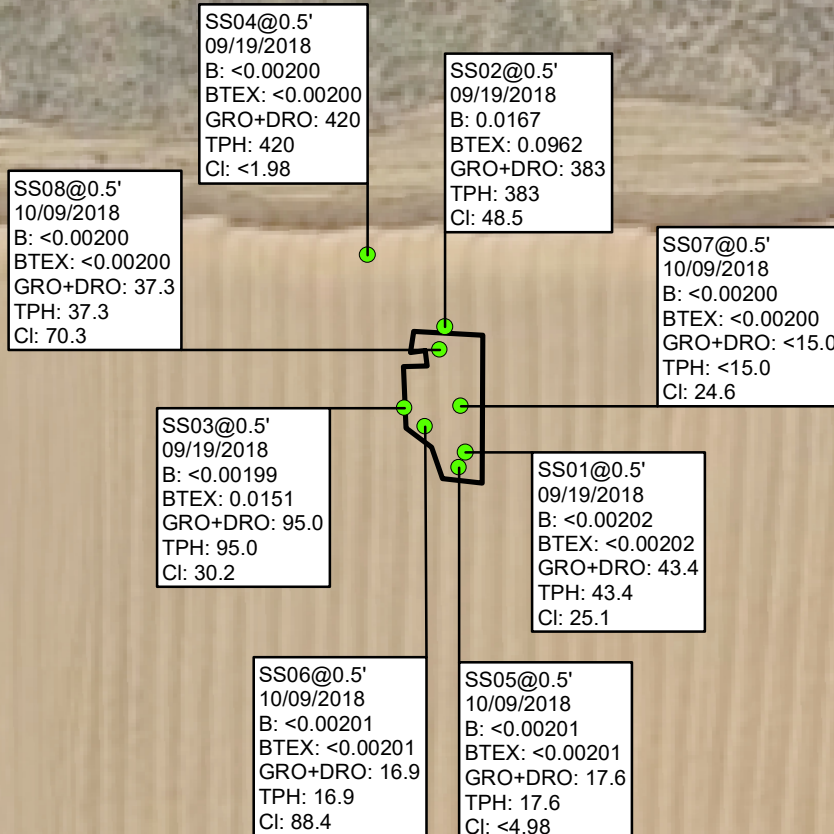 SS04@0.5'
09/19/2018
B: <0.00200
BTEX: <0.00200
GRO+DRO: 420
TPH: 420
Cl: <1.98
SS02@0.5'
09/19/2018
B: 0.0167
BTEX: 0.0962
GRO+DRO: 383
TPH: 383
Cl: 48.5
SS08@0.5'
10/09/2018
B: <0.00200
BTEX: <0.00200
GRO+DRO: 37.3
TPH: 37.3
Cl: 70.3
SS07@0.5'
10/09/2018
B: <0.00200
BTEX: <0.00200
GRO+DRO: <15.0
TPH: <15.0
Cl: 24.6
SS03@0.5'
09/19/2018
B: <0.00199
BTEX: 0.0151
GRO+DRO: 95.0
TPH: 95.0
Cl: 30.2
SS01@0.5'
09/19/2018
B: <0.00202
BTEX: <0.00202
GRO+DRO: 43.4
TPH: 43.4
Cl: 25.1
SS06@0.5'
10/09/2018
B: <0.00201
BTEX: <0.00201
GRO+DRO: 16.9
TPH: 16.9
Cl: 88.4
SS05@0.5'
10/09/2018
B: <0.00201
BTEX: <0.00201
GRO+DRO: 17.6
TPH: 17.6
Cl: <4.98